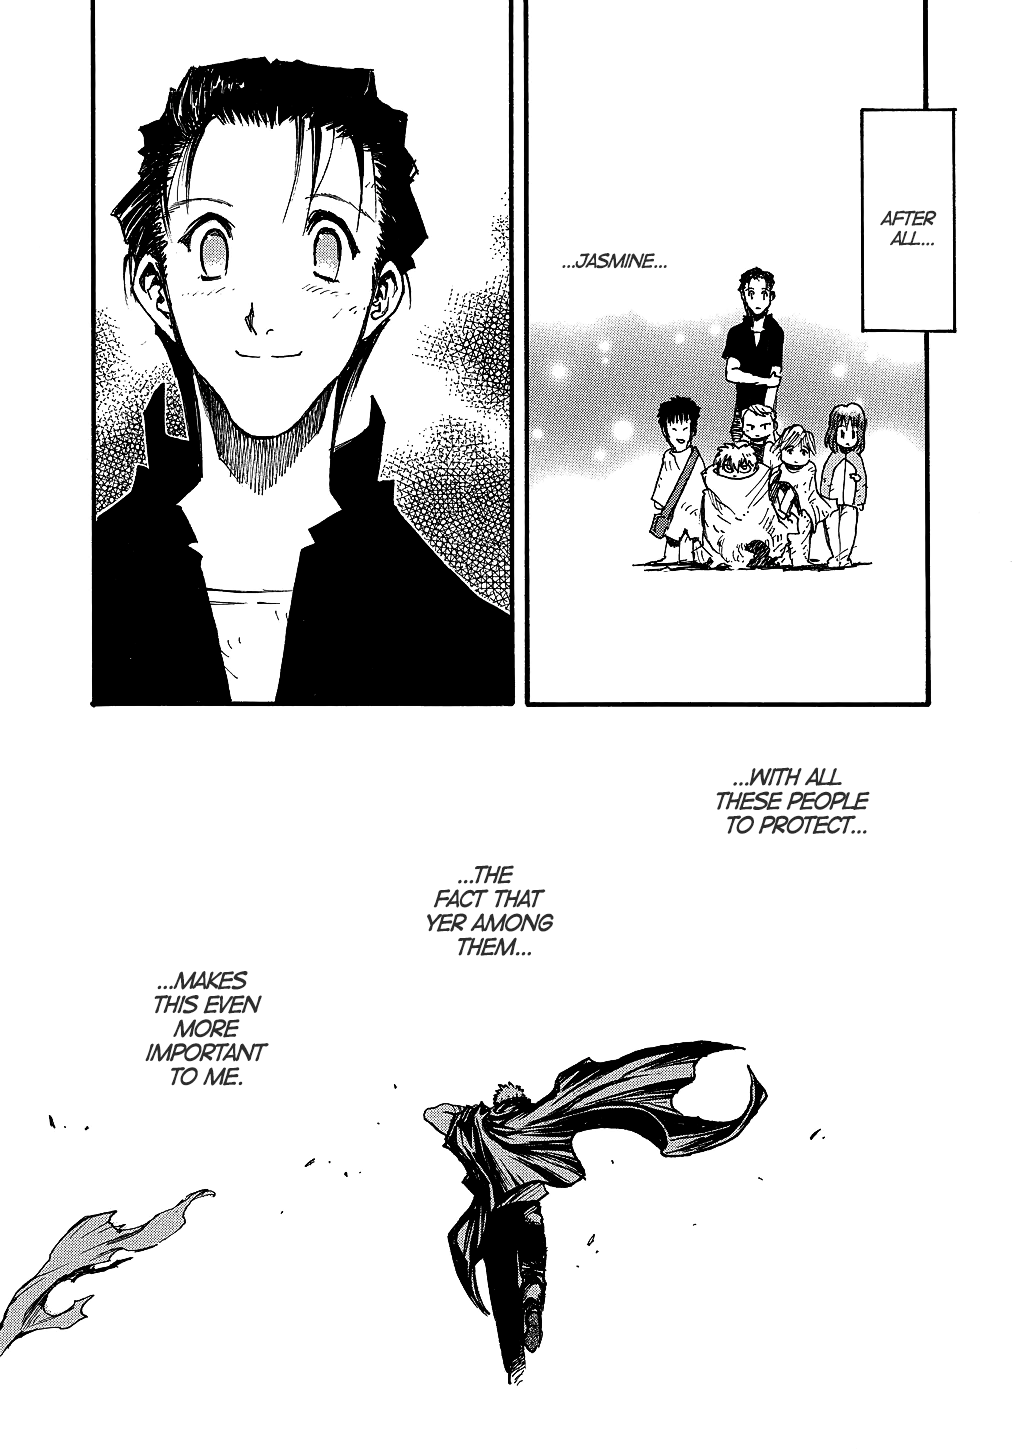 AFTER
ALL...
...JASMINE...
...WITH ALL
THESE PEOPLE
TO PROTECT...
...THE
FACT THAT
YER AMONG
THEM...
...MAKES
THIS EVEN
MORE
IMPORTANT
TO ME.